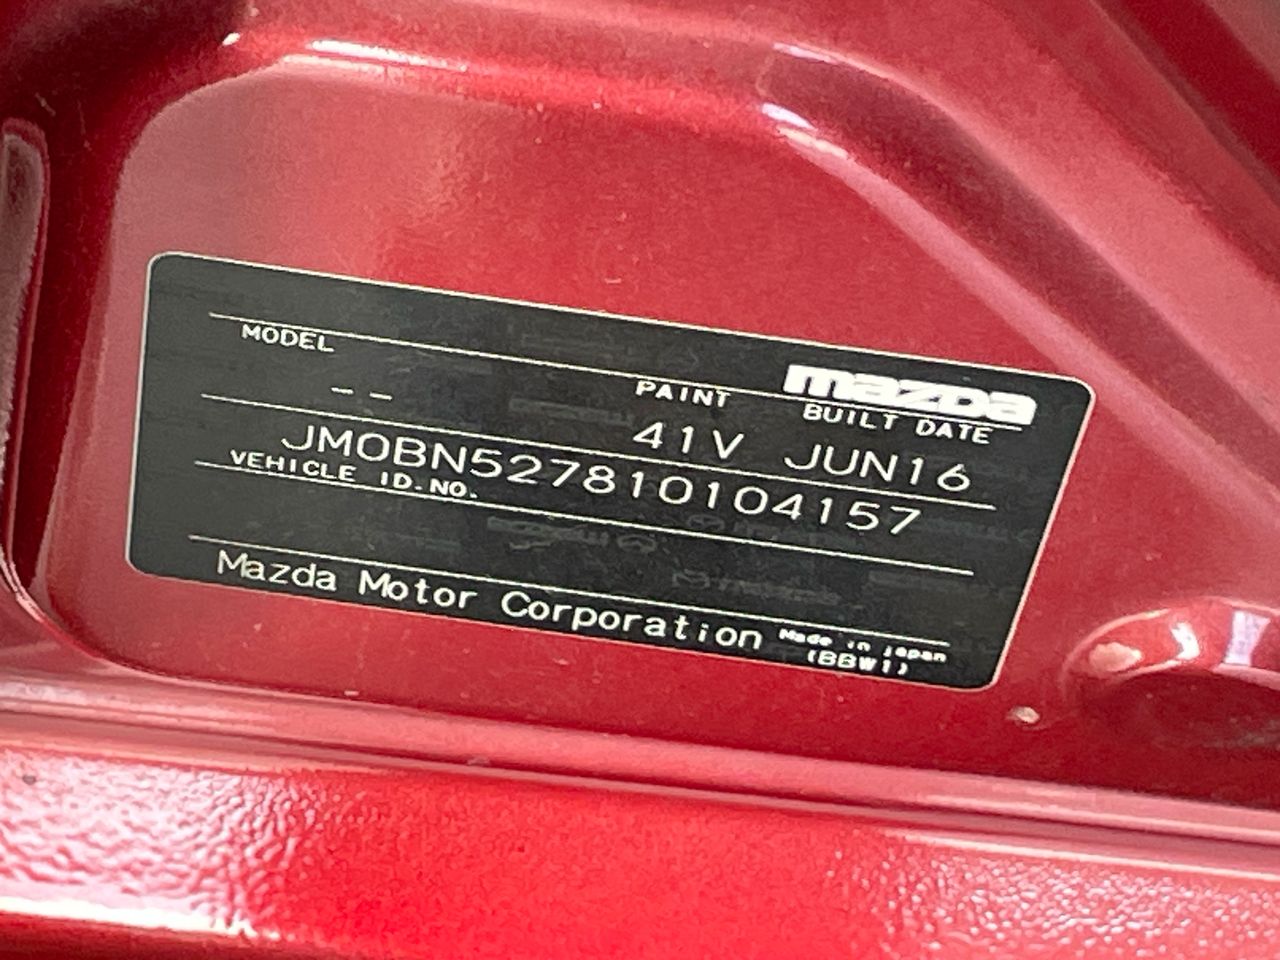 mazda
MODEL PAINT BUILT DATE
-- 41V JUN16
JM0BN527810104157
VEHICLE ID.NO.
Mazda Motor Corporation Made in Japan
(BBW1)